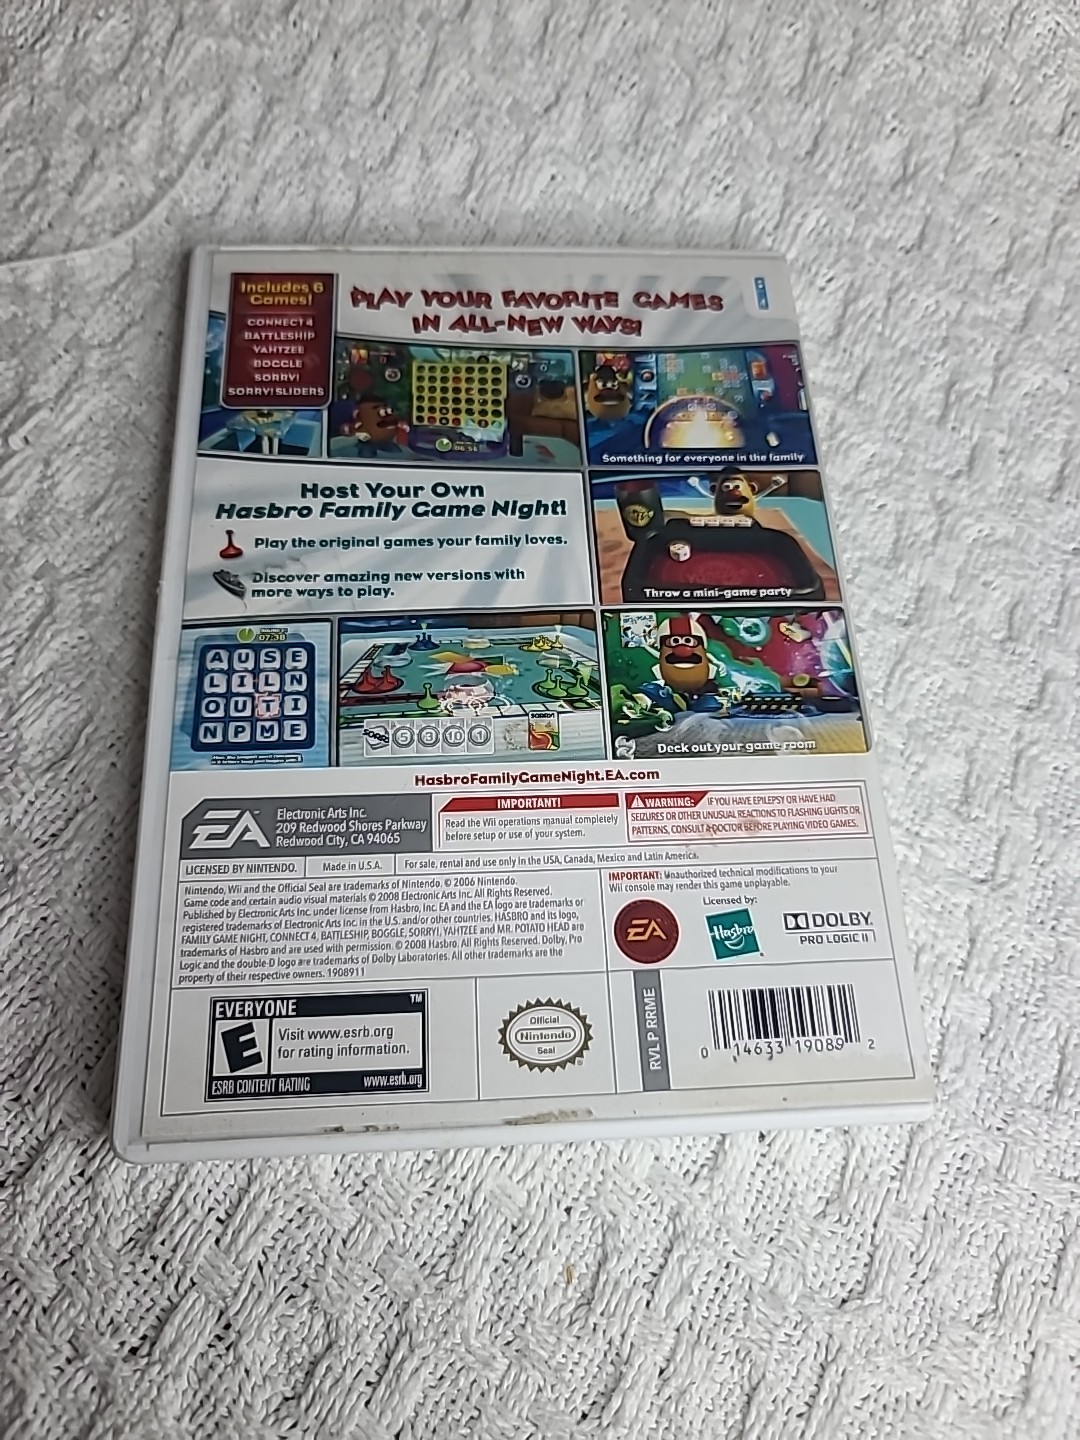 Includes 6
Games!
CONNECT 4
BATTLESHIP
YAHTZEE
BOGGLE
SORRY!
SORRY! SLIDERS
PLAY YOUR FAVORITE GAMES
IN ALL-NEW WAYS!
Something for everyone in the family
Host Your Own
Hasbro Family Game Night!
Play the original games your family loves.
Discover amazing new versions with
more ways to play.
Throw a mini-game party
07:38
A U S E
L I L N
O U T I
N P M E
SORRY!
5 3 10 1
SORRY!
Deck out your game room
HasbroFamilyGameNight.EA.com
EA
Electronic Arts Inc.
209 Redwood Shores Parkway
Redwood City, CA 94065
IMPORTANT!
Read the Wii operations manual completely
before setup or use of your system.
WARNING: IF YOU HAVE EPILEPSY OR HAVE HAD
SEIZURES OR OTHER UNUSUAL REACTIONS TO FLASHING LIGHTS OR
PATTERNS, CONSULT A DOCTOR BEFORE PLAYING VIDEO GAMES.
LICENSED BY NINTENDO.
Made in U.S.A.
For sale, rental and use only in the USA, Canada, Mexico and Latin America.
Nintendo, Wii and the Official Seal are trademarks of Nintendo. © 2006 Nintendo.
Game code and certain audio visual materials © 2008 Electronic Arts Inc. All Rights Reserved.
Published by Electronic Arts Inc. under license from Hasbro, Inc. EA and the EA logo are trademarks or
registered trademarks of Electronic Arts Inc. in the U.S. and/or other countries. HASBRO and its logo,
FAMILY GAME NIGHT, CONNECT 4, BATTLESHIP, BOGGLE, SORRY!, YAHTZEE and MR. POTATO HEAD are
trademarks of Hasbro and are used with permission. © 2008 Hasbro. All Rights Reserved. Dolby, Pro
Logic and the double-D logo are trademarks of Dolby Laboratories. All other trademarks are the
property of their respective owners. 1908911
IMPORTANT: Unauthorized technical modifications to your
Wii console may render this game unplayable.
EA
Licensed by:
Hasbro
DOLBY
PRO LOGIC II
EVERYONE
TM
E
Visit www.esrb.org
for rating information.
ESRB CONTENT RATING
www.esrb.org
Official
Nintendo
Seal
RVL P RRME
0 14633 19089 2